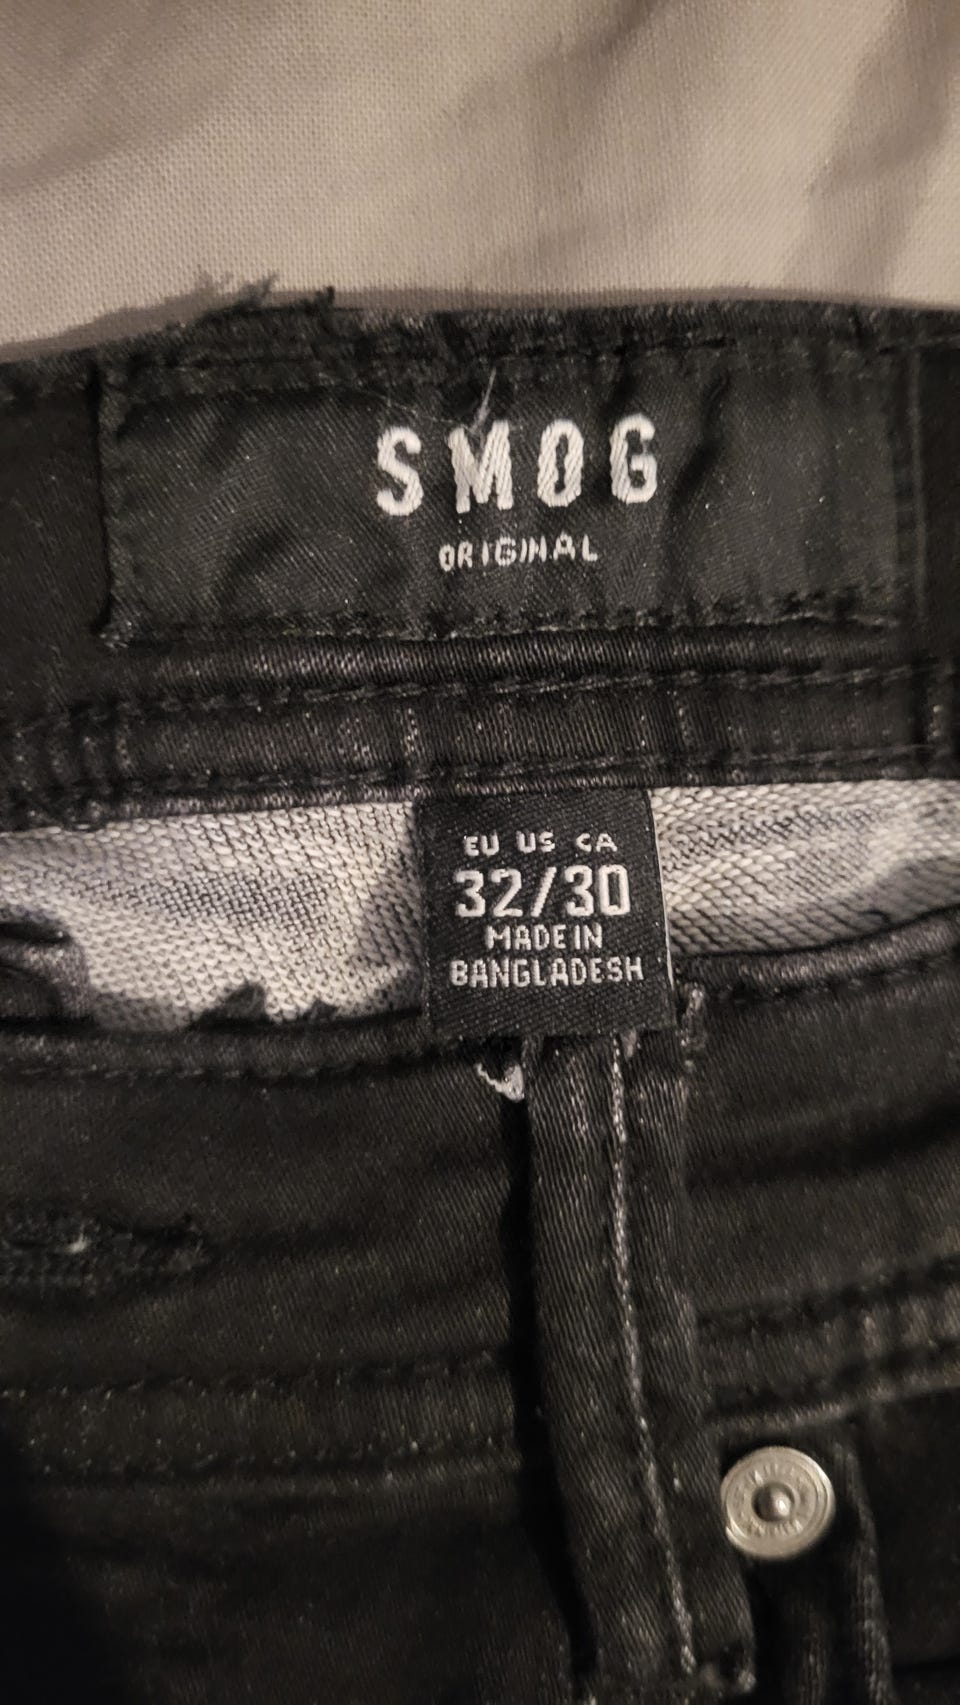 SMOG
ORIGINAL
EU US CA
32/30
MADE IN
BANGLADESH